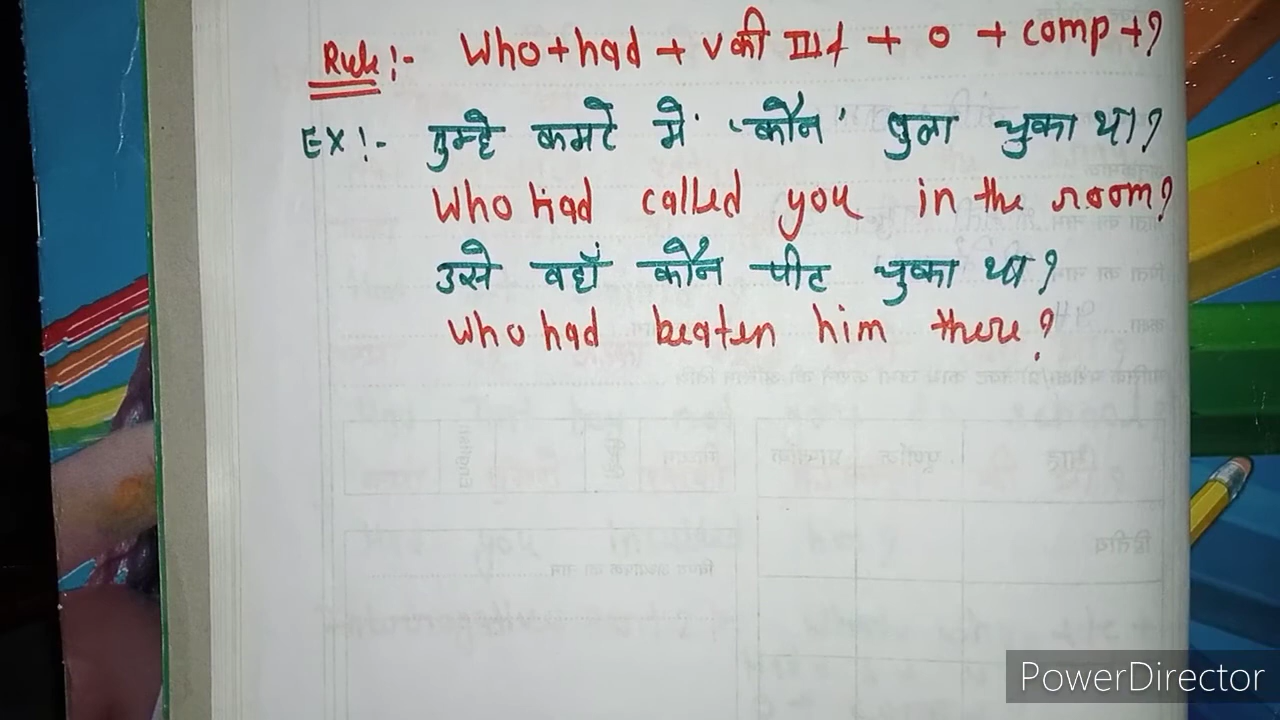 Rule:- Who + had + V की IIIf + O + comp + ?
Ex:- तुम्हे कमरे में 'कौन' बुला चुका था?
Who Had called you in the room?
उसे वहाँ कौन पीट चुका था?
Who had beaten him there?
PowerDirector